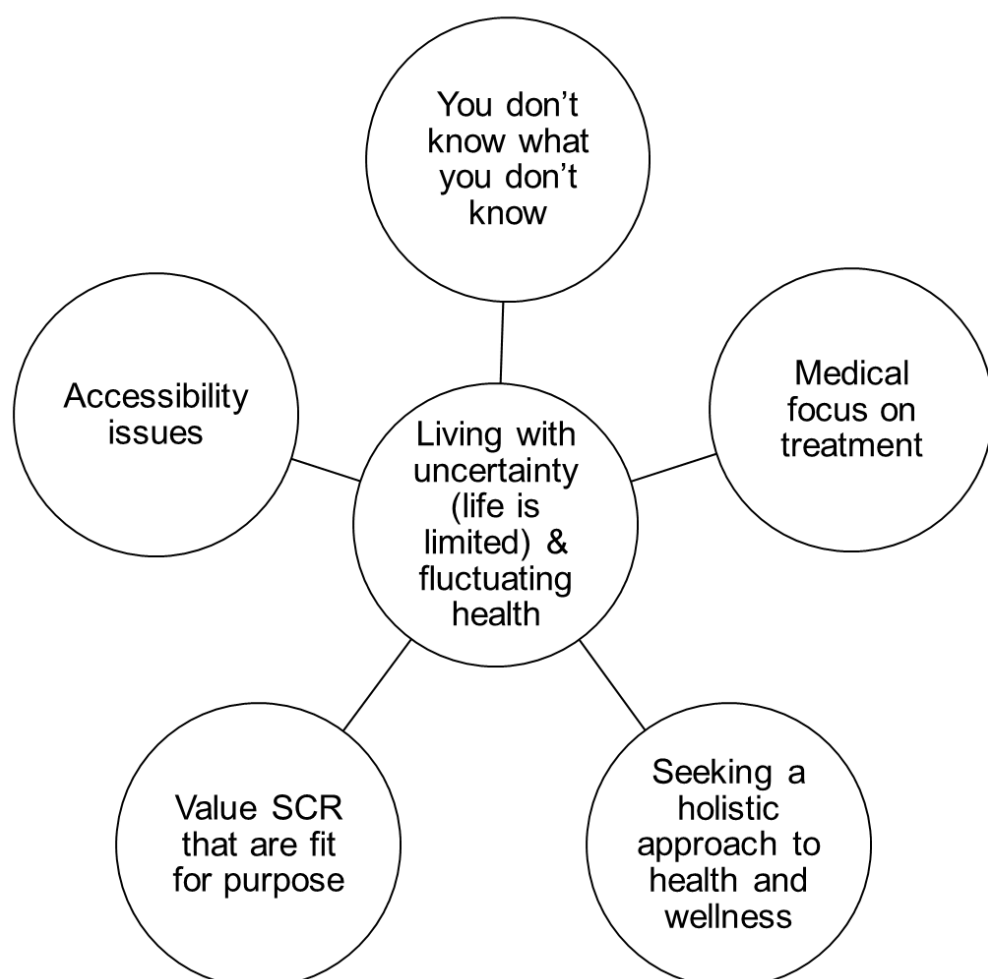 You don’t
know what
you don’t
know
Medical
focus on
treatment
Accessibility
issues
Living with
uncertainty
(life is
limited) &
fluctuating
health
Seeking a
holistic
approach to
health and
wellness
Value SCR
that are fit
for purpose